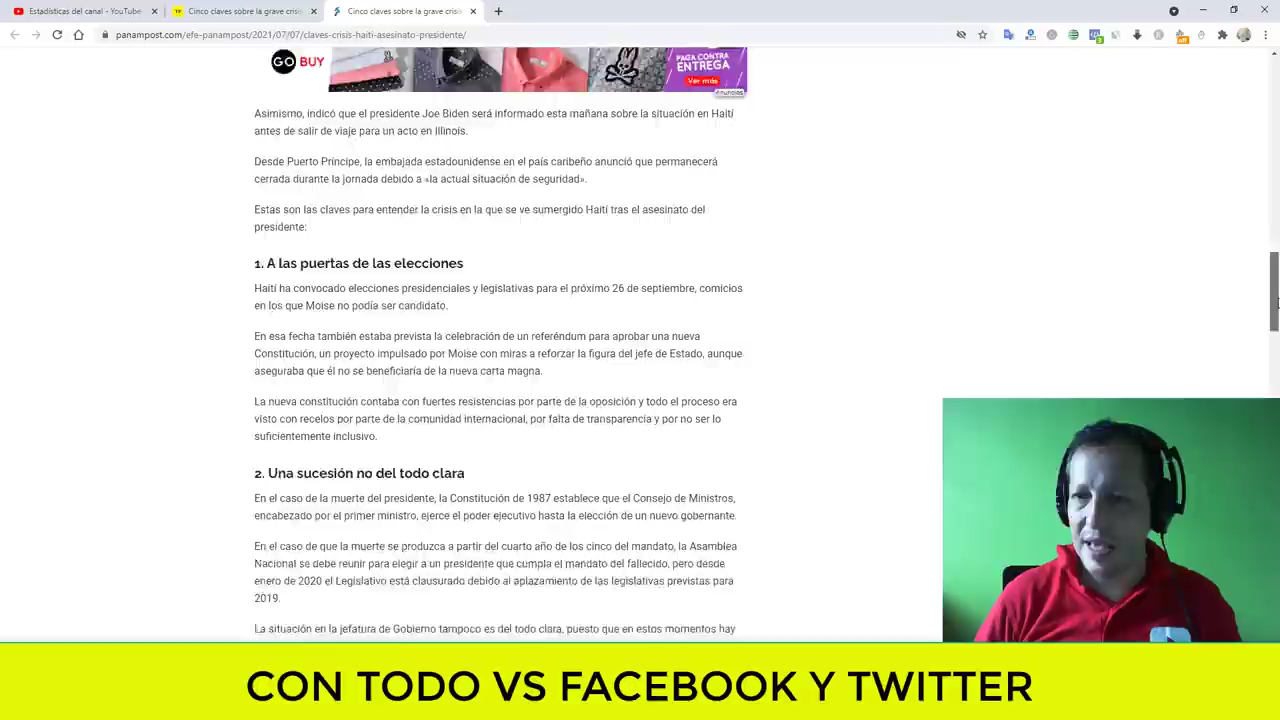 Estadísticas del canal - YouTube
Cinco claves sobre la grave crisis
Cinco claves sobre la grave crisis
panampost.com/efe-panampost/2021/07/07/claves-crisis-haiti-asesinato-presidente/
GO BUY
PAGA CONTRA
ENTREGA
Ver más
Anuncios
Asimismo, indicó que el presidente Joe Biden será informado esta mañana sobre la situación en Haití
antes de salir de viaje para un acto en Illinois.
Desde Puerto Príncipe, la embajada estadounidense en el país caribeño anunció que permanecerá
cerrada durante la jornada debido a «la actual situación de seguridad».
Estas son las claves para entender la crisis en la que se ve sumergido Haití tras el asesinato del
presidente:
1. A las puertas de las elecciones
Haití ha convocado elecciones presidenciales y legislativas para el próximo 26 de septiembre, comicios
en los que Moise no podía ser candidato.
En esa fecha también estaba prevista la celebración de un referéndum para aprobar una nueva
Constitución, un proyecto impulsado por Moise con miras a reforzar la figura del jefe de Estado, aunque
aseguraba que él no se beneficiaría de la nueva carta magna.
La nueva constitución contaba con fuertes resistencias por parte de la oposición y todo el proceso era
visto con recelos por parte de la comunidad internacional, por falta de transparencia y por no ser lo
suficientemente inclusivo.
2. Una sucesión no del todo clara
En el caso de la muerte del presidente, la Constitución de 1987 establece que el Consejo de Ministros,
encabezado por el primer ministro, ejerce el poder ejecutivo hasta la elección de un nuevo gobernante.
En el caso de que la muerte se produzca a partir del cuarto año de los cinco del mandato, la Asamblea
Nacional se debe reunir para elegir a un presidente que cumpla el mandato del fallecido, pero desde
enero de 2020 el Legislativo está clausurado debido al aplazamiento de las legislativas previstas para
2019.
La situación en la jefatura de Gobierno tampoco es del todo clara, puesto que en estos momentos hay
CON TODO VS FACEBOOK Y TWITTER